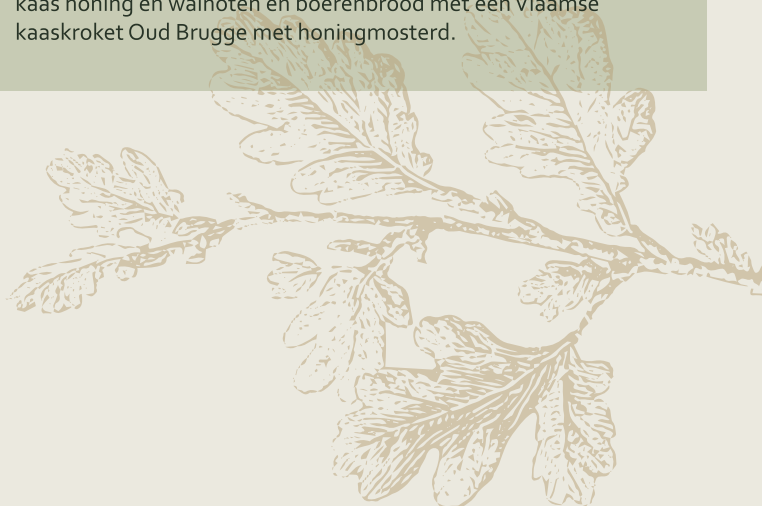 kaas honing en walnoten en boerenbrood met een Vlaamse
kaaskroket Oud Brugge met honingmosterd.